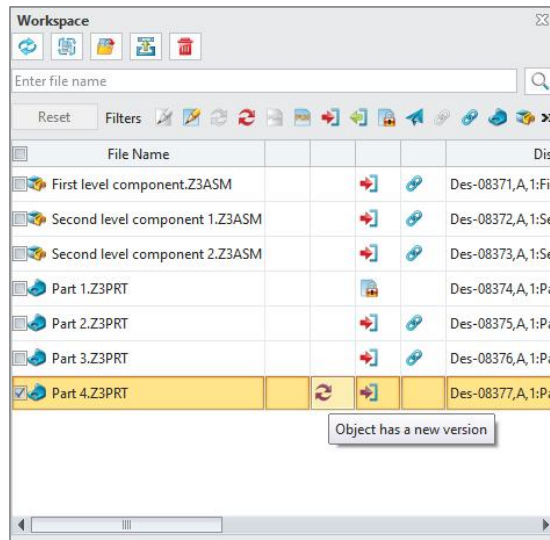 Workspace
Enter file name
Reset Filters
File Name Dis
First level component.Z3ASM Des-08371,A,1:Fi
Second level component 1.Z3ASM Des-08372,A,1:Se
Second level component 2.Z3ASM Des-08373,A,1:Se
Part 1.Z3PRT Des-08374,A,1:Pa
Part 2.Z3PRT Des-08375,A,1:Pa
Part 3.Z3PRT Des-08376,A,1:Pa
Part 4.Z3PRT Des-08377,A,1:Pa
Object has a new version